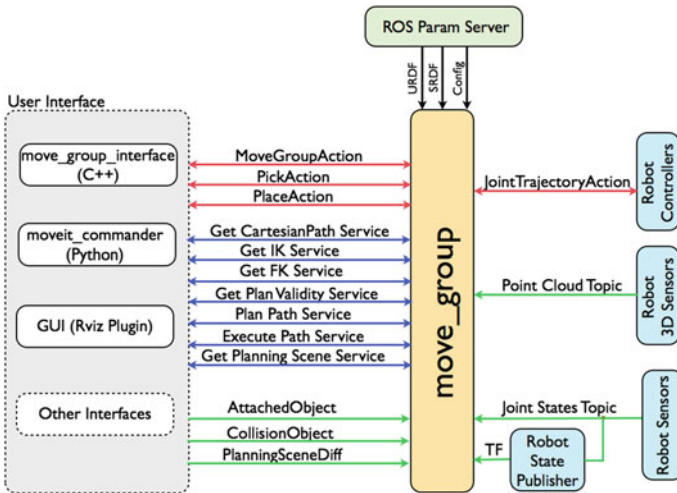 ROS Param Server
URDF
SRDF
Config
User Interface
move_group_interface
(C++)
moveit_commander
(Python)
GUI (Rviz Plugin)
Other Interfaces
MoveGroupAction
PickAction
PlaceAction
Get CartesianPath Service
Get IK Service
Get FK Service
Get Plan Validity Service
Plan Path Service
Execute Path Service
Get Planning Scene Service
AttachedObject
CollisionObject
PlanningSceneDiff
move_group
JointTrajectoryAction
Robot
Controllers
Point Cloud Topic
Robot
3D Sensors
Joint States Topic
TF
Robot
State
Publisher
Robot Sensors